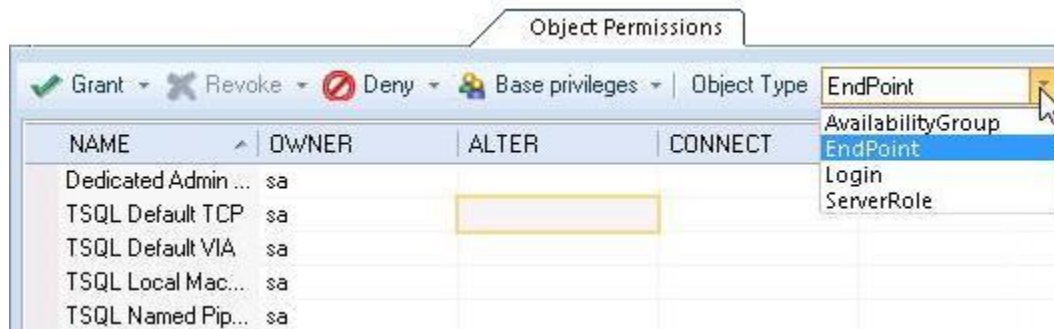 Object Permissions
Grant Revoke Deny Base privileges Object Type EndPoint
AvailabilityGroup
EndPoint
Login
ServerRole
NAME OWNER ALTER CONNECT
Dedicated Admin ... sa
TSQL Default TCP sa
TSQL Default VIA sa
TSQL Local Mac... sa
TSQL Named Pip... sa